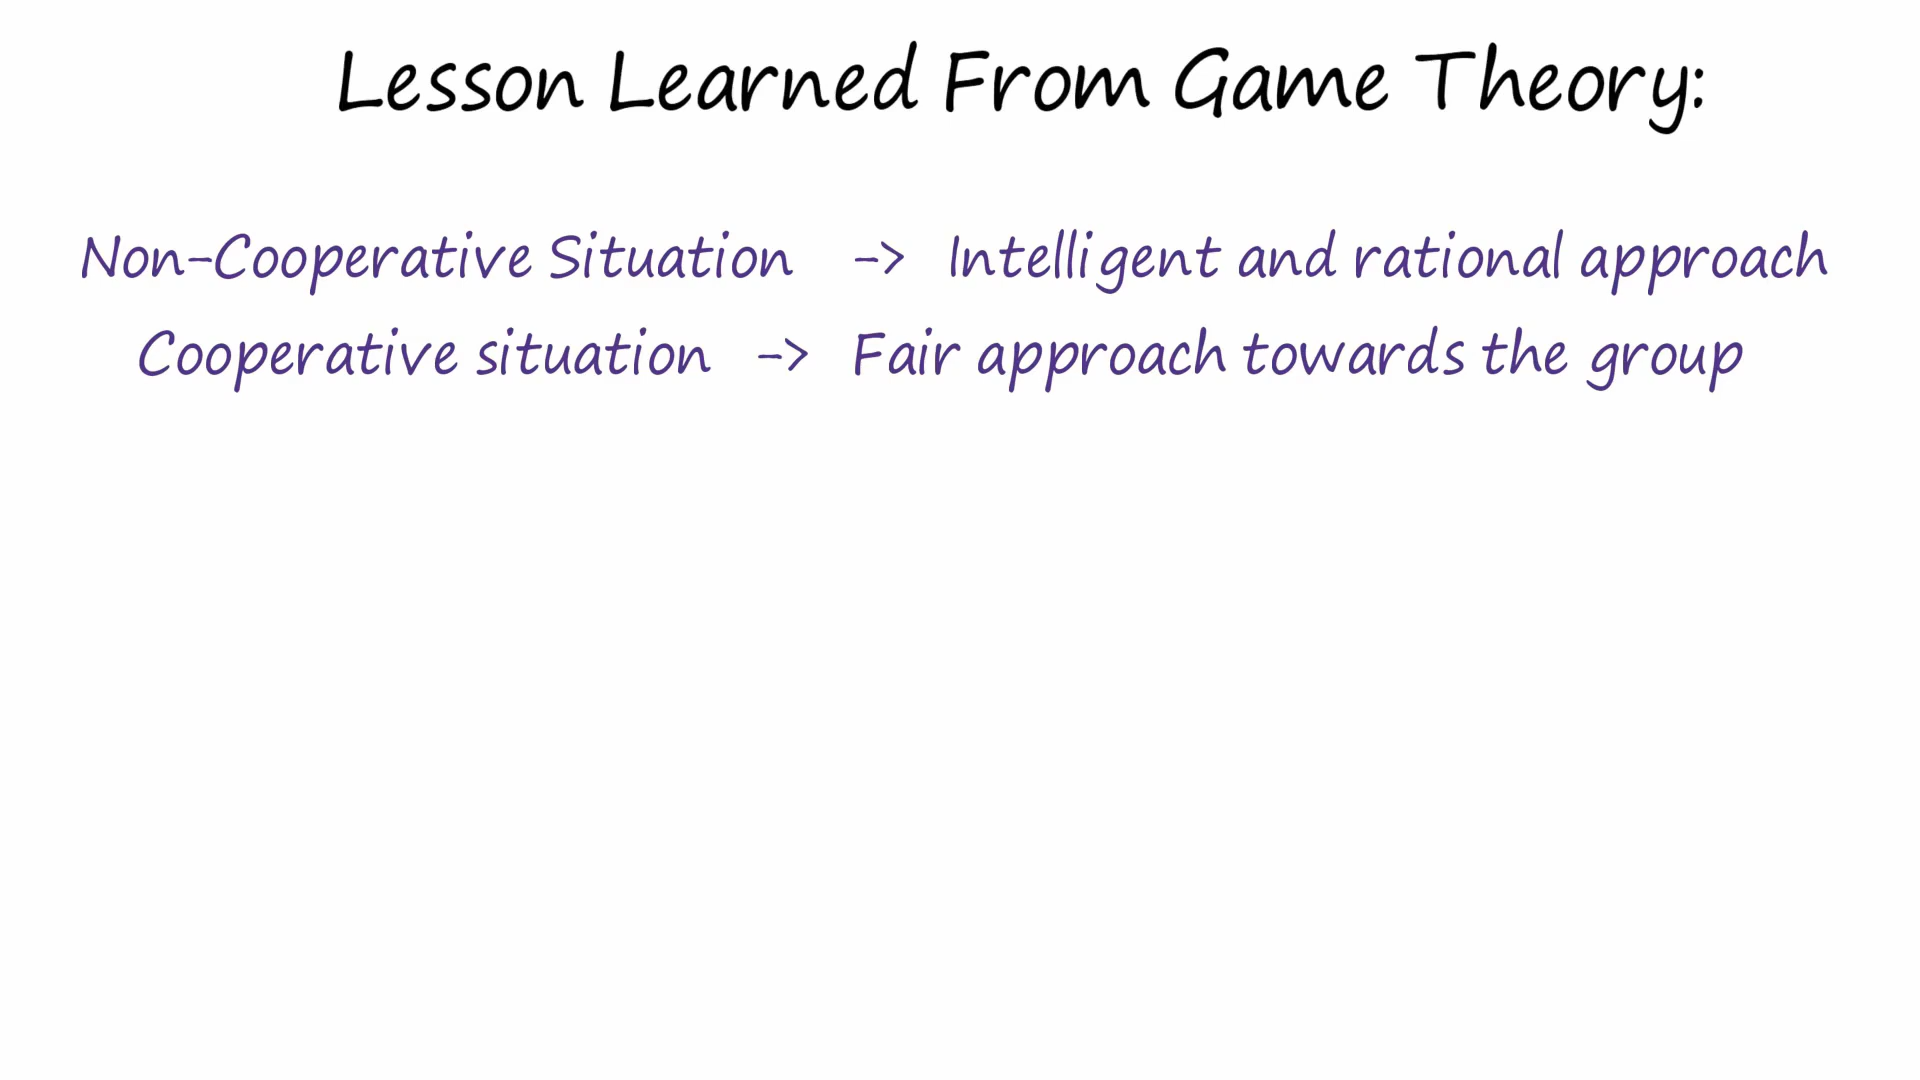 Lesson Learned From Game Theory:
Non-Cooperative Situation -> Intelligent and rational approach
Cooperative situation -> Fair approach towards the group